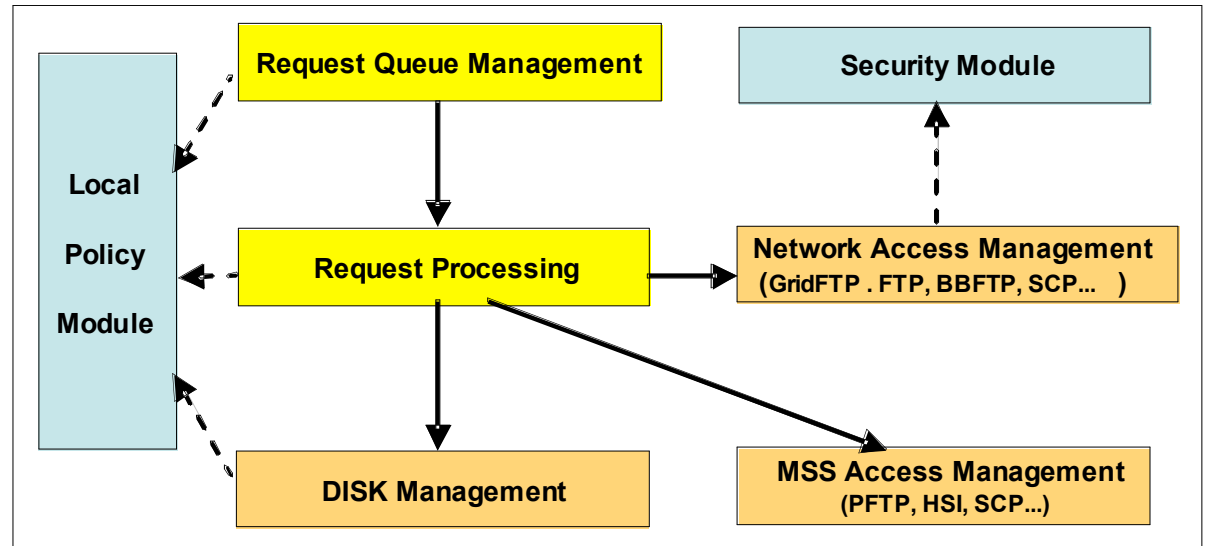 Request Queue Management
Security Module
Local
Policy
Module
Request Processing
Network Access Management
(GridFTP . FTP, BBFTP, SCP... )
DISK Management
MSS Access Management
(PFTP, HSI, SCP...)